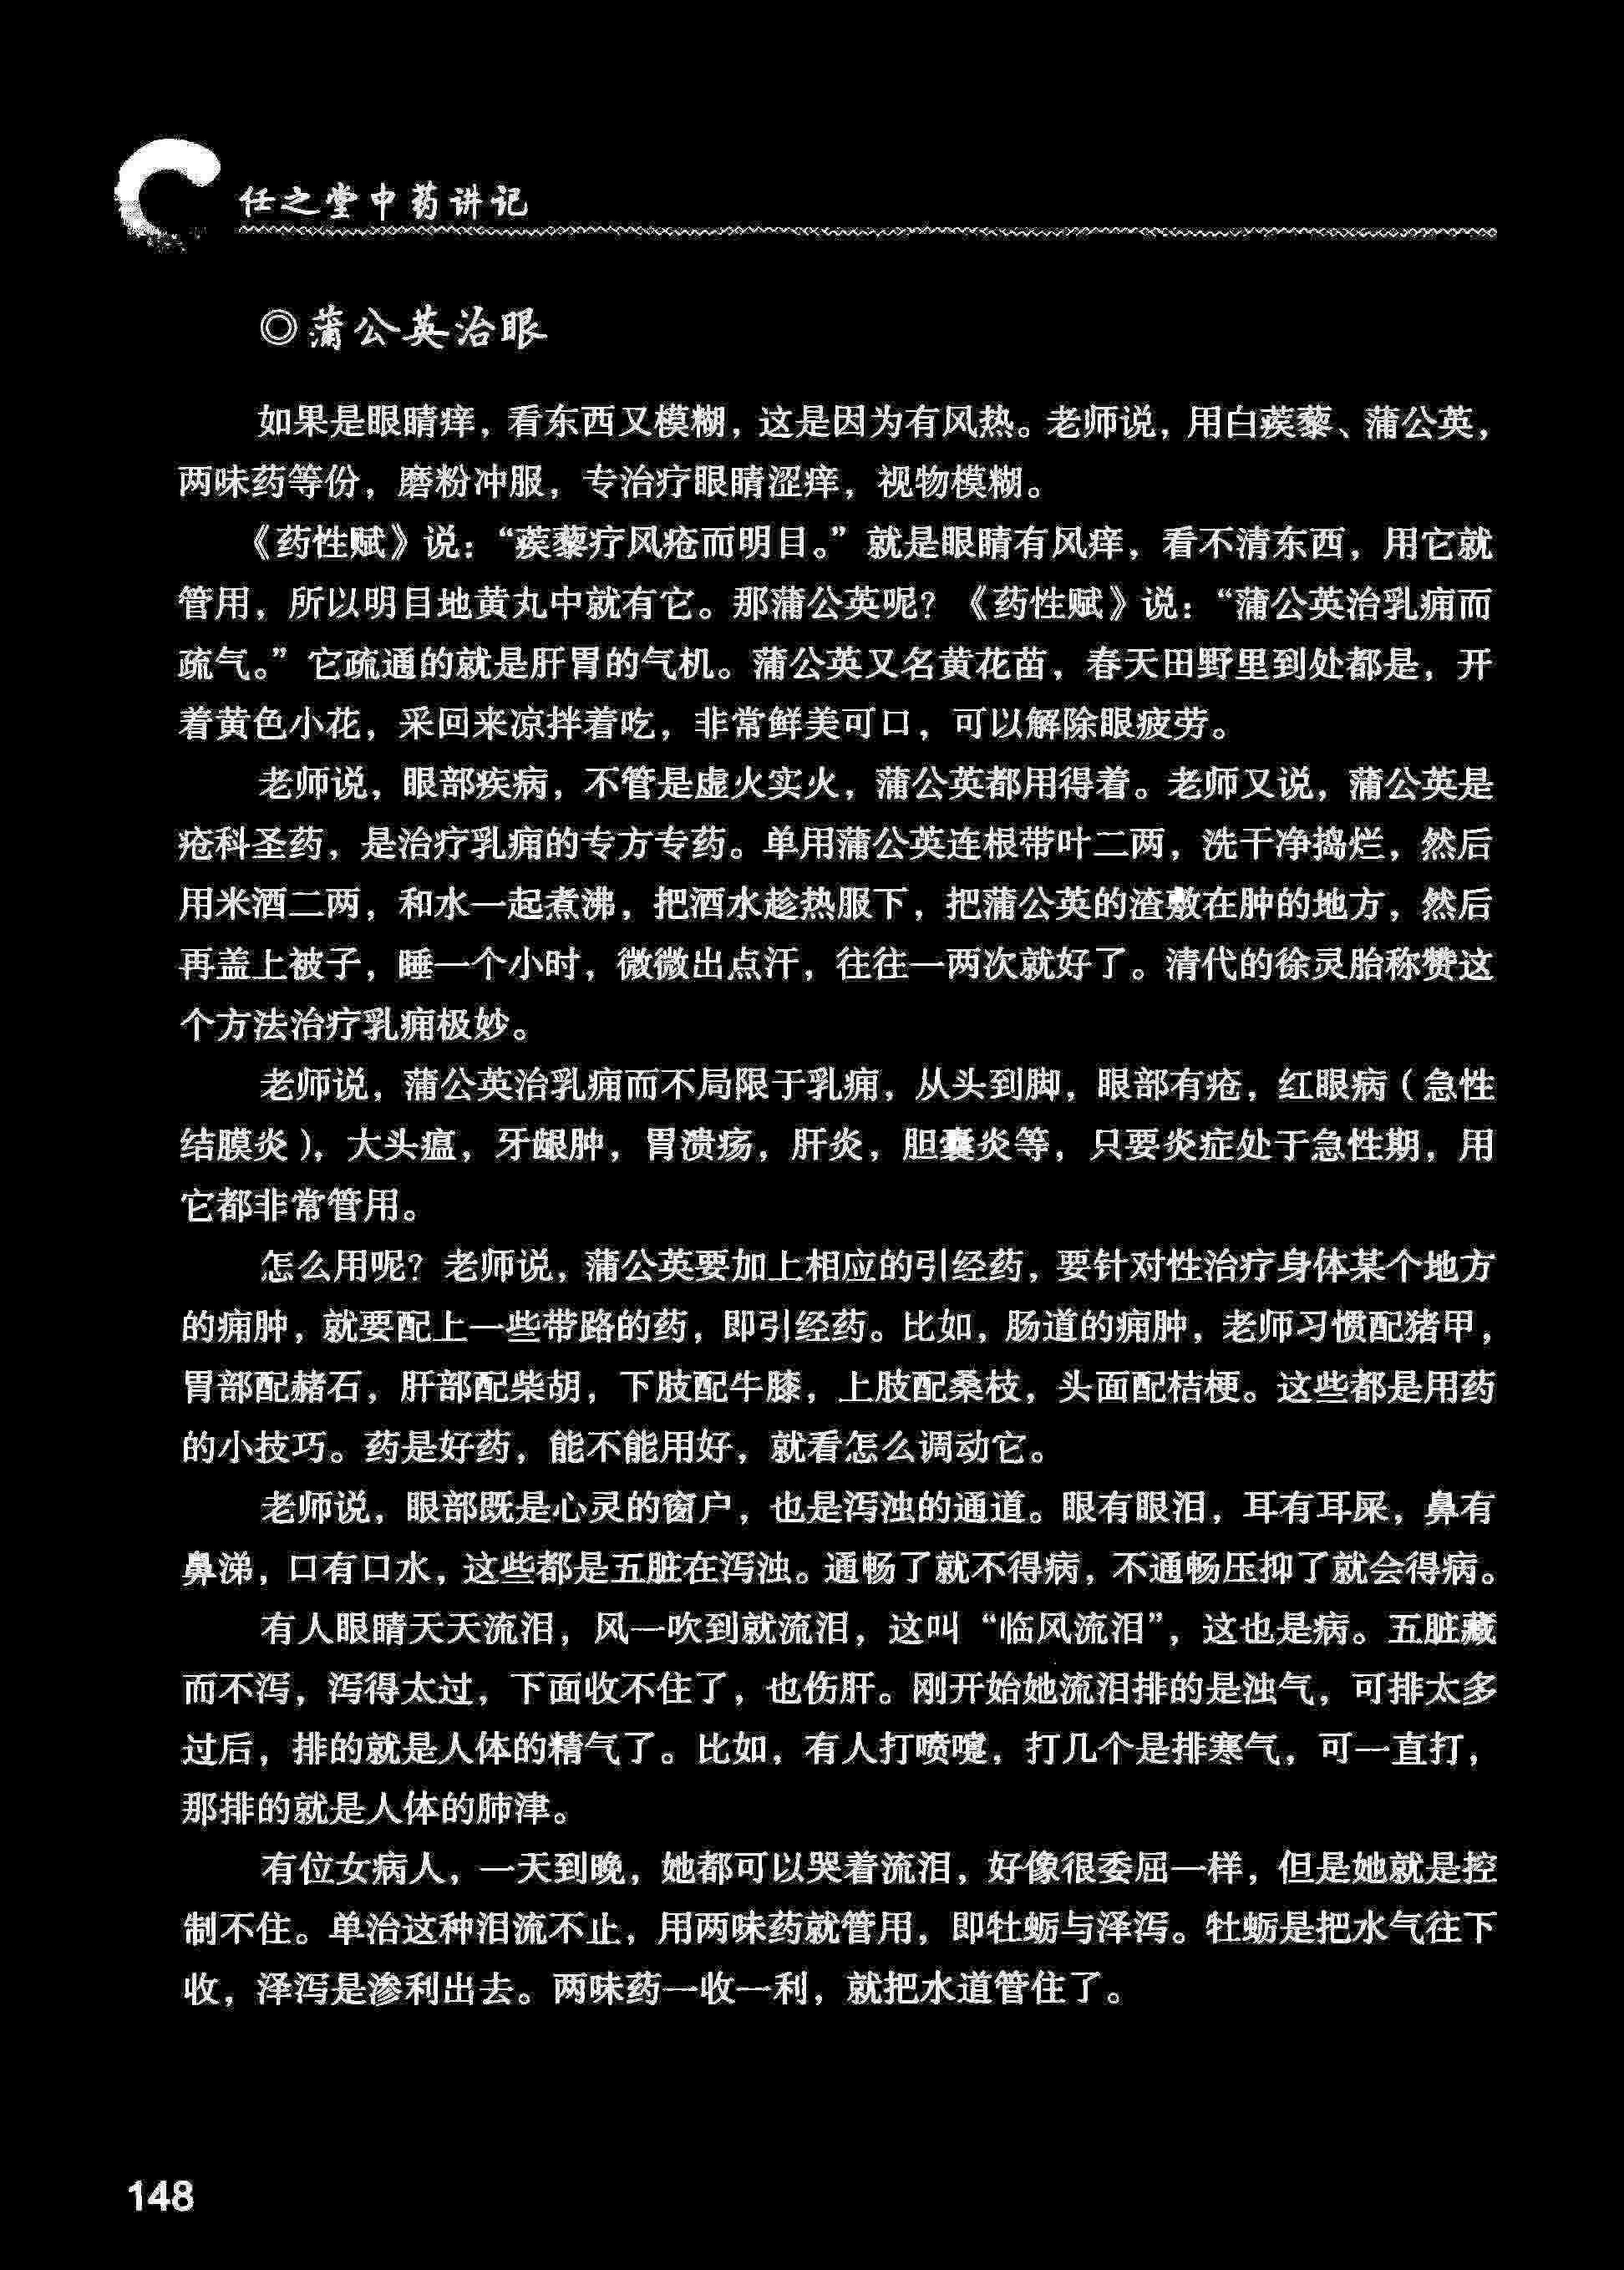 任之堂中药讲记
◎蒲公英治眼
如果是眼睛痒，看东西又模糊，这是因为有风热。老师说，用白蒺藜、蒲公英，
两味药等份，磨粉冲服，专治疗眼睛涩痒，视物模糊。
《药性赋》说：“蒺藜疗风疮而明目。”就是眼睛有风痒，看不清东西，用它就
管用，所以明目地黄丸中就有它。那蒲公英呢？《药性赋》说：“蒲公英治乳痈而
疏气。”它疏通的就是肝胃的气机。蒲公英又名黄花苗，春天田野里到处都是，开
着黄色小花，采回来凉拌着吃，非常鲜美可口，可以解除眼疲劳。
老师说，眼部疾病，不管是虚火实火，蒲公英都用得着。老师又说，蒲公英是
疮科圣药，是治疗乳痈的专方专药。单用蒲公英连根带叶二两，洗干净捣烂，然后
用米酒二两，和水一起煮沸，把酒水趁热服下，把蒲公英的渣敷在肿的地方，然后
再盖上被子，睡一个小时，微微出点汗，往往一两次就好了。清代的徐灵胎称赞这
个方法治疗乳痈极妙。
老师说，蒲公英治乳痈而不局限于乳痈，从头到脚，眼部有疮，红眼病（急性
结膜炎），大头瘟，牙龈肿，胃溃疡，肝炎，胆囊炎等，只要炎症处于急性期，用
它都非常管用。
怎么用呢？老师说，蒲公英要加上相应的引经药，要针对性治疗身体某个地方
的痈肿，就要配上一些带路的药，即引经药。比如，肠道的痈肿，老师习惯配猪甲，
胃部配赭石，肝部配柴胡，下肢配牛膝，上肢配桑枝，头面配桔梗。这些都是用药
的小技巧。药是好药，能不能用好，就看怎么调动它。
老师说，眼部既是心灵的窗户，也是泻浊的通道。眼有眼泪，耳有耳屎，鼻有
鼻涕，口有口水，这些都是五脏在泻浊。通畅了就不得病，不通畅压抑了就会得病。
有人眼睛天天流泪，风一吹到就流泪，这叫“临风流泪”，这也是病。五脏藏
而不泻，泻得太过，下面收不住了，也伤肝。刚开始她流泪排的是浊气，可排太多
过后，排的就是人体的精气了。比如，有人打喷嚏，打几个是排寒气，可一直打，
那排的就是人体的肺津。
有位女病人，一天到晚，她都可以哭着流泪，好像很委屈一样，但是她就是控
制不住。单治这种泪流不止，用两味药就管用，即牡蛎与泽泻。牡蛎是把水气往下
收，泽泻是渗利出去。两味药一收一利，就把水道管住了。
148